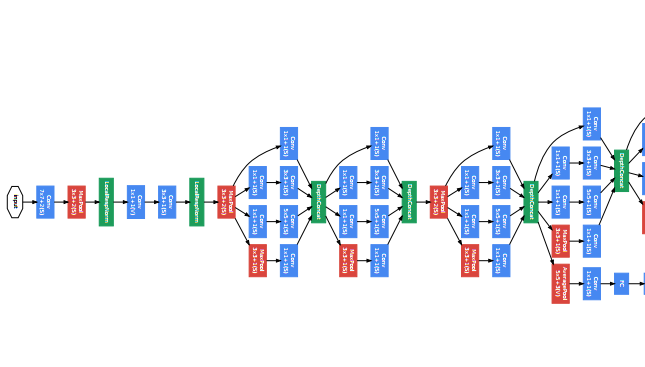 input
Conv
7x7+2(S)
MaxPool
3x3+2(S)
LocalRespNorm
Conv
1x1+1(V)
Conv
3x3+1(S)
LocalRespNorm
MaxPool
3x3+2(S)
Conv
1x1+1(S)
Conv
1x1+1(S)
Conv
3x3+1(S)
Conv
1x1+1(S)
Conv
5x5+1(S)
MaxPool
3x3+1(S)
Conv
1x1+1(S)
DepthConcat
Conv
1x1+1(S)
Conv
1x1+1(S)
Conv
3x3+1(S)
Conv
1x1+1(S)
Conv
5x5+1(S)
MaxPool
3x3+1(S)
Conv
1x1+1(S)
DepthConcat
MaxPool
3x3+2(S)
Conv
1x1+1(S)
Conv
1x1+1(S)
Conv
3x3+1(S)
Conv
1x1+1(S)
Conv
5x5+1(S)
MaxPool
3x3+1(S)
Conv
1x1+1(S)
DepthConcat
Conv
1x1+1(S)
Conv
1x1+1(S)
Conv
3x3+1(S)
Conv
1x1+1(S)
Conv
5x5+1(S)
MaxPool
3x3+1(S)
Conv
1x1+1(S)
AveragePool
5x5+3(V)
Conv
1x1+1(S)
FC
DepthConcat